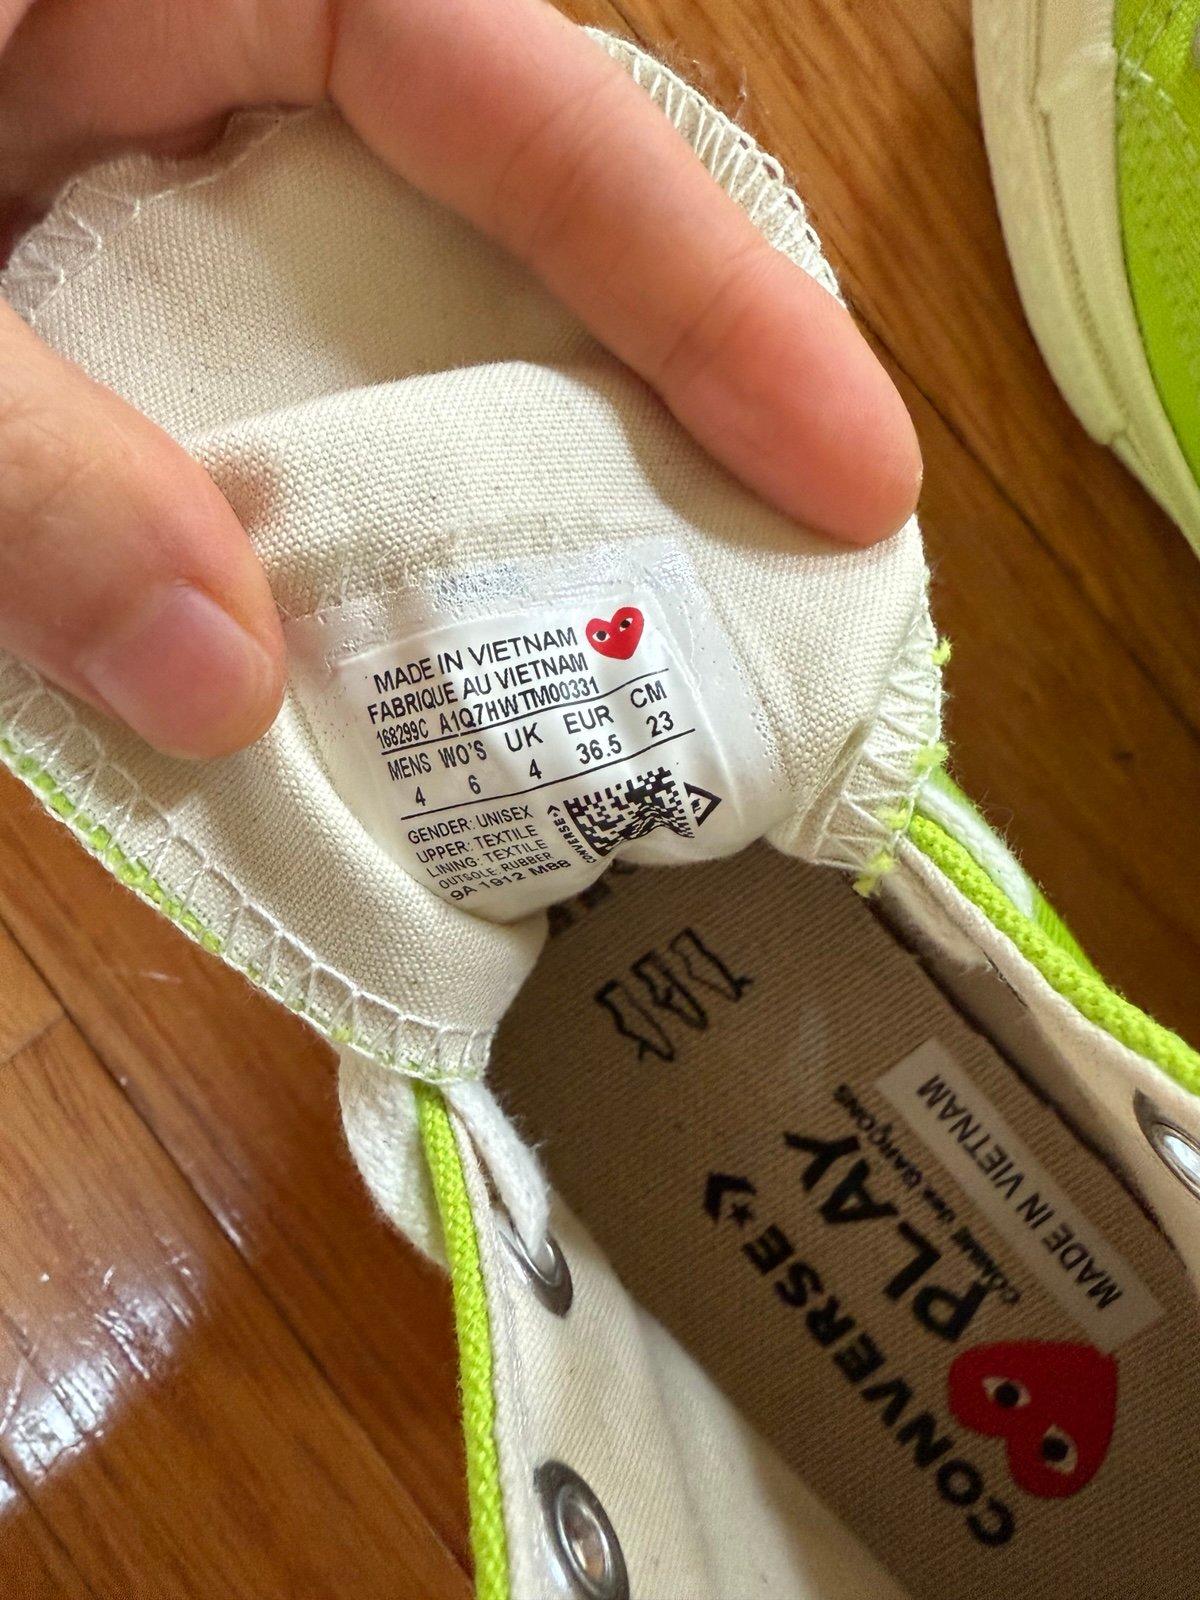 MADE IN VIETNAM
FABRIQUE AU VIETNAM
168299C A1Q7HWTM00331
MENS WO'S UK EUR CM
4 6 4 36.5 23
GENDER: UNISEX
UPPER: TEXTILE
LINING: TEXTILE
OUTSOLE: RUBBER
9A 1912 M88
CONVERSE
CONVERSE
PLAY
COMME des GARÇONS
MADE IN VIETNAM